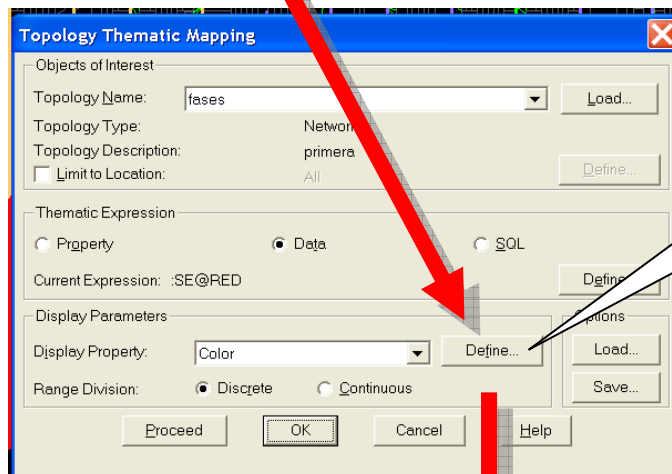 Topology Thematic Mapping
Objects of Interest
Topology Name: fases Load...
Topology Type: Networ
Topology Description: primera
Limit to Location: All Define...
Thematic Expression
Property Data SQL
Current Expression: :SE@RED Define
Display Parameters
Display Property: Color Define... Load...
Range Division: Discrete Continuous Save...
Proceed OK Cancel Help